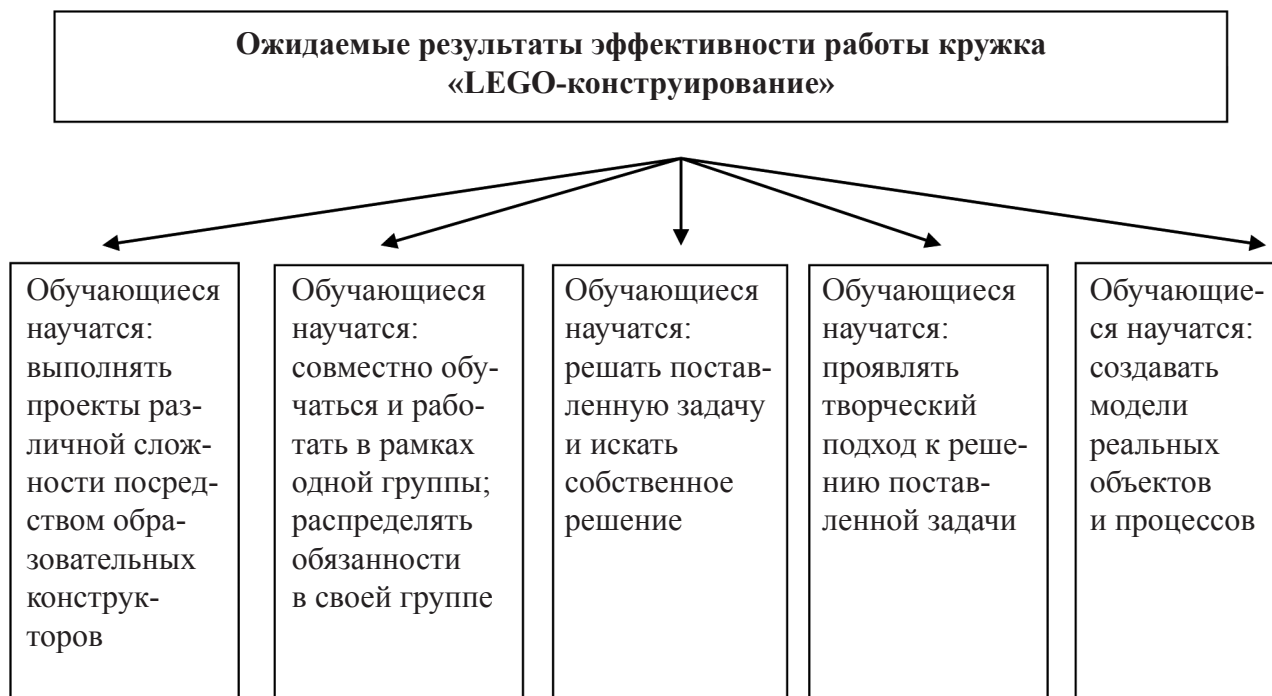 Ожидаемые результаты эффективности работы кружка
«LEGO-конструирование»
Обучающиеся
научатся:
выполнять
проекты раз-
личной слож-
ности посред-
ством обра-
зовательных
конструк-
торов
Обучающиеся
научатся:
совместно обу-
чаться и рабо-
тать в рамках
одной группы;
распределять
обязанности
в своей группе
Обучающиеся
научатся:
решать постав-
ленную задачу
и искать
собственное
решение
Обучающиеся
научатся:
проявлять
творческий
подход к реше-
нию постав-
ленной задачи
Обучающие-
ся научатся:
создавать
модели
реальных
объектов
и процессов